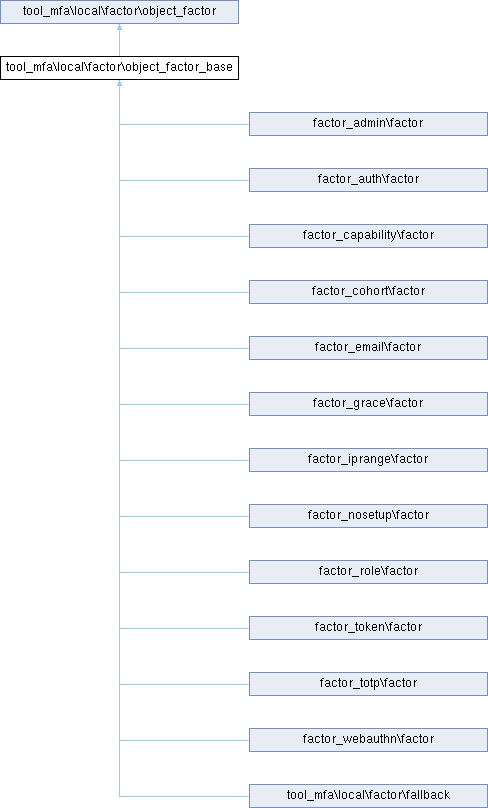 tool_mfa\local\factor\object_factor
tool_mfa\local\factor\object_factor_base
factor_admin\factor
factor_auth\factor
factor_capability\factor
factor_cohort\factor
factor_email\factor
factor_grace\factor
factor_iprange\factor
factor_nosetup\factor
factor_role\factor
factor_token\factor
factor_totp\factor
factor_webauthn\factor
tool_mfa\local\factor\fallback